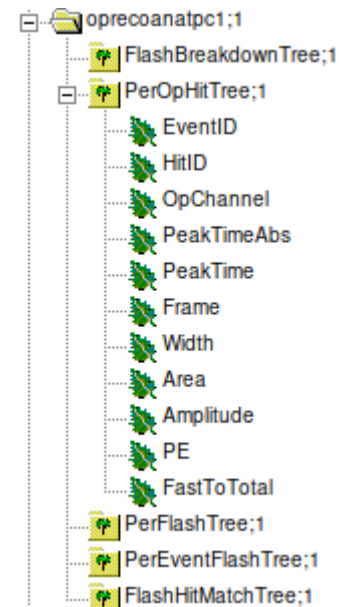 oprecoanatpc1;1
FlashBreakdownTree;1
PerOpHitTree;1
EventID
HitID
OpChannel
PeakTimeAbs
PeakTime
Frame
Width
Area
Amplitude
PE
FastToTotal
PerFlashTree;1
PerEventFlashTree;1
FlashHitMatchTree;1